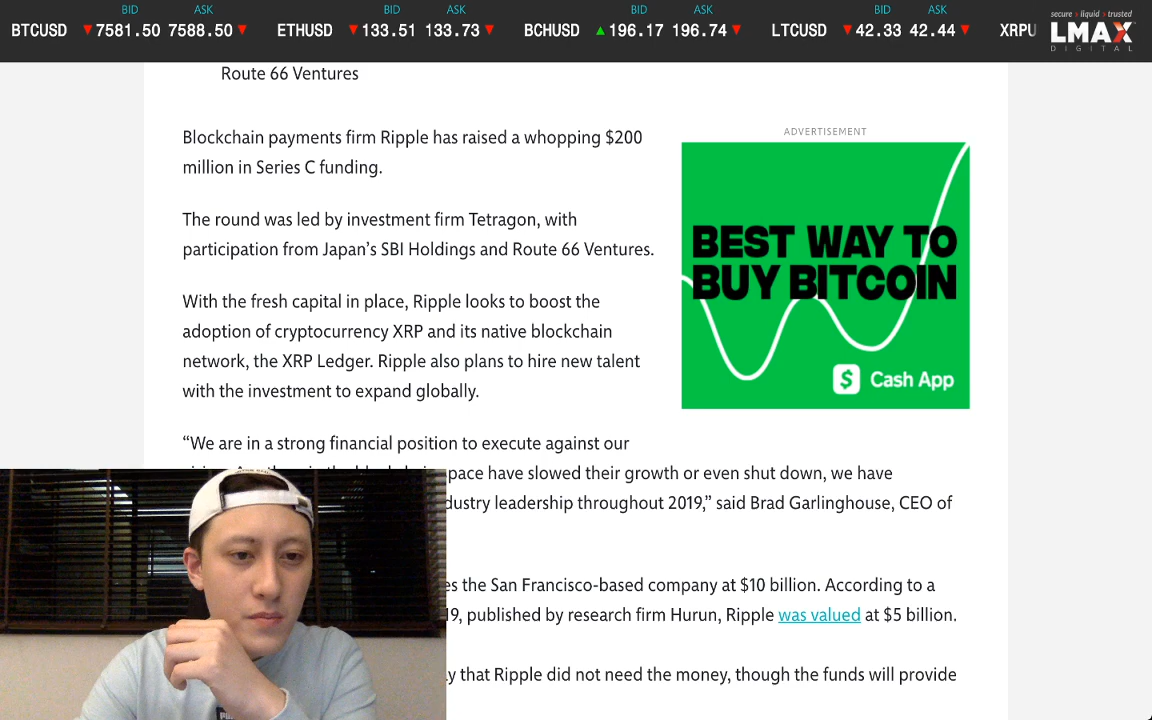 BID ASK BID ASK BID ASK BID ASK
BTCUSD 7581.50 7588.50 ETHUSD 133.51 133.73 BCHUSD 196.17 196.74 LTCUSD 42.33 42.44 XRPU
secure liquid trusted
LMAX
DIGITAL
Route 66 Ventures
Blockchain payments firm Ripple has raised a whopping $200
million in Series C funding.
The round was led by investment firm Tetragon, with
participation from Japan’s SBI Holdings and Route 66 Ventures.
With the fresh capital in place, Ripple looks to boost the
adoption of cryptocurrency XRP and its native blockchain
network, the XRP Ledger. Ripple also plans to hire new talent
with the investment to expand globally.
“We are in a strong financial position to execute against our
pace have slowed their growth or even shut down, we have
dustry leadership throughout 2019,” said Brad Garlinghouse, CEO of
es the San Francisco-based company at $10 billion. According to a
19, published by research firm Hurun, Ripple was valued at $5 billion.
y that Ripple did not need the money, though the funds will provide
ADVERTISEMENT
BEST WAY TO
BUY BITCOIN
$ Cash App